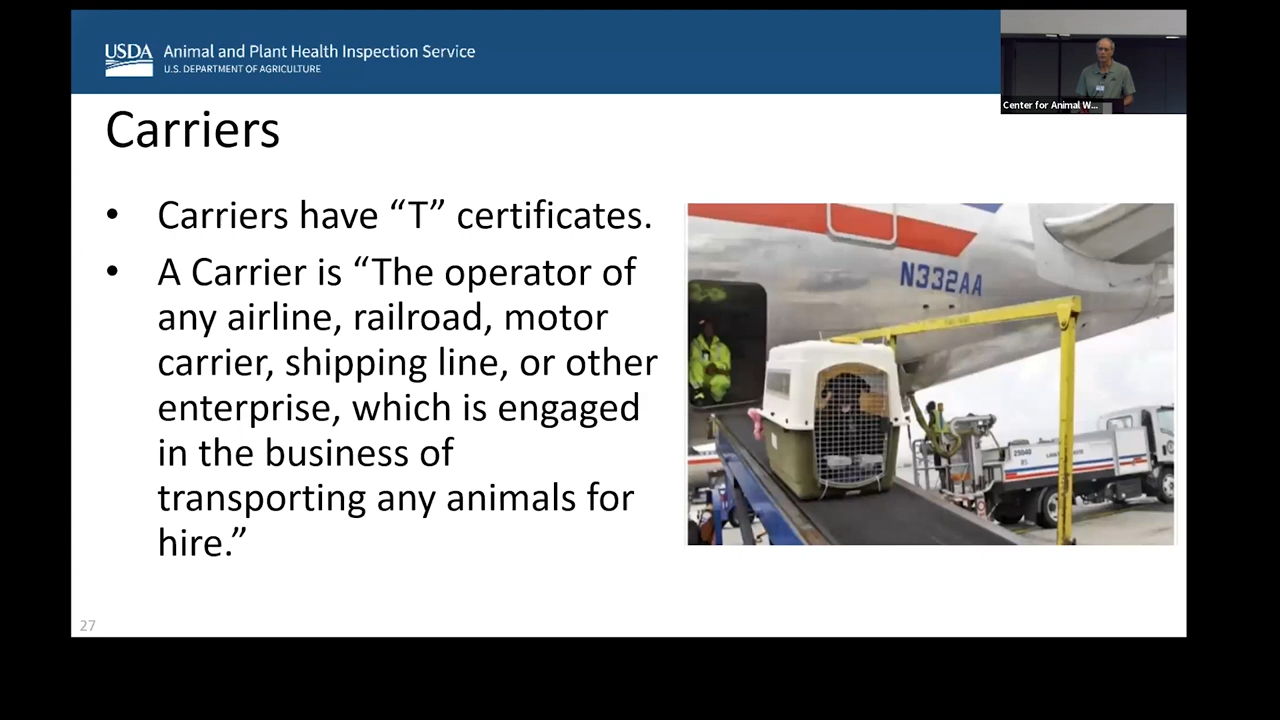 USDA Animal and Plant Health Inspection Service
U.S. DEPARTMENT OF AGRICULTURE
Center for Animal W...
Carriers
• Carriers have “T” certificates.
• A Carrier is “The operator of
any airline, railroad, motor
carrier, shipping line, or other
enterprise, which is engaged
in the business of
transporting any animals for
hire.”
N332AA
27